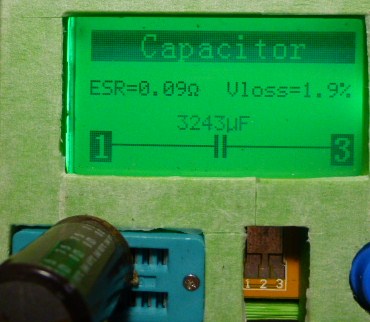 Capacitor
ESR=0.09Ω Vloss=1.9%
3243µF
1 3
1 2 3